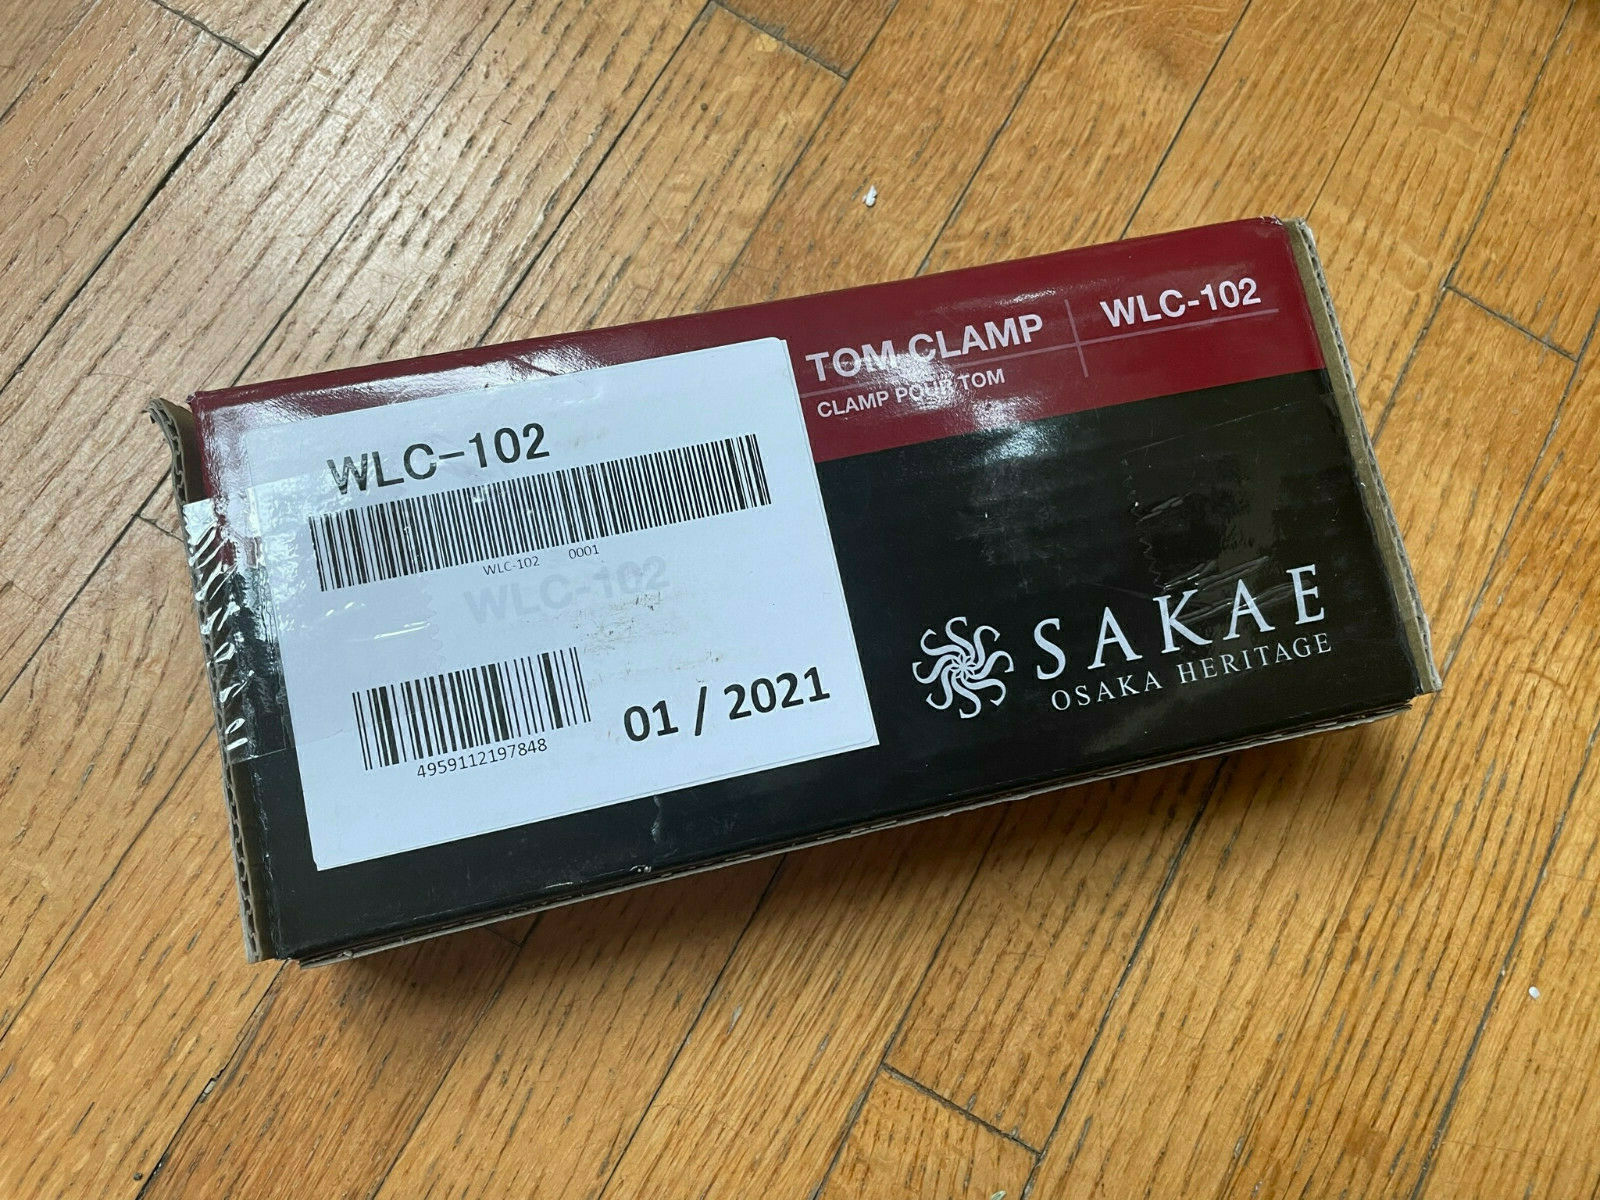 TOM CLAMP
WLC-102
CLAMP POUR TOM
WLC-102
WLC-102 0001
WLC-102
4959112197848
01 / 2021
SAKAE
OSAKA HERITAGE